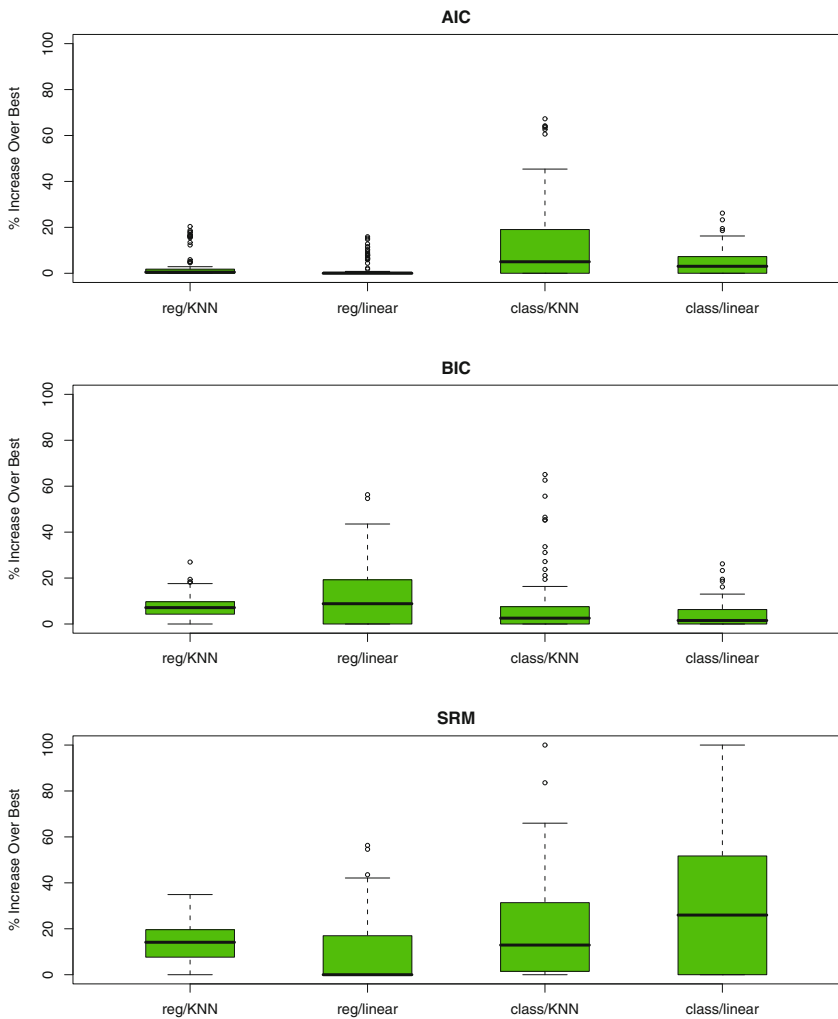 AIC
% Increase Over Best
100
80
60
40
20
0
reg/KNN reg/linear class/KNN class/linear
BIC
% Increase Over Best
100
80
60
40
20
0
reg/KNN reg/linear class/KNN class/linear
SRM
% Increase Over Best
100
80
60
40
20
0
reg/KNN reg/linear class/KNN class/linear